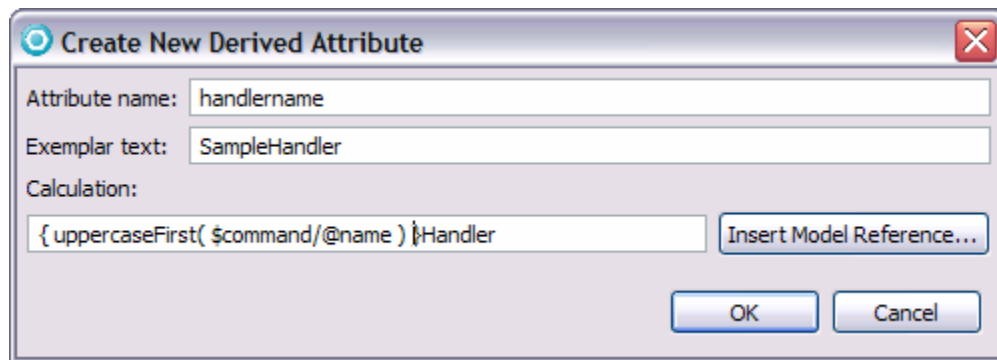 Create New Derived Attribute
Attribute name: handlername
Exemplar text: SampleHandler
Calculation:
{ uppercaseFirst( $command/@name ) }Handler Insert Model Reference...
OK Cancel